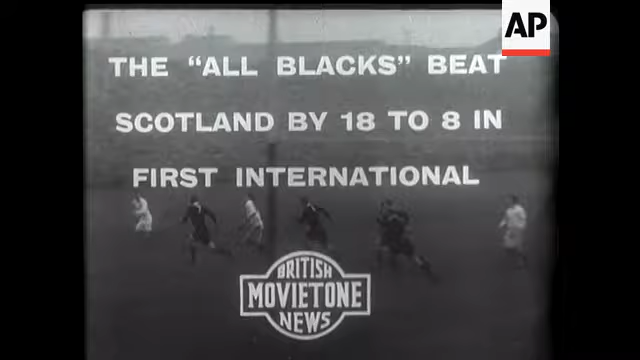 AP
THE “ALL BLACKS” BEAT
SCOTLAND BY 18 TO 8 IN
FIRST INTERNATIONAL
BRITISH
MOVIETONE
NEWS